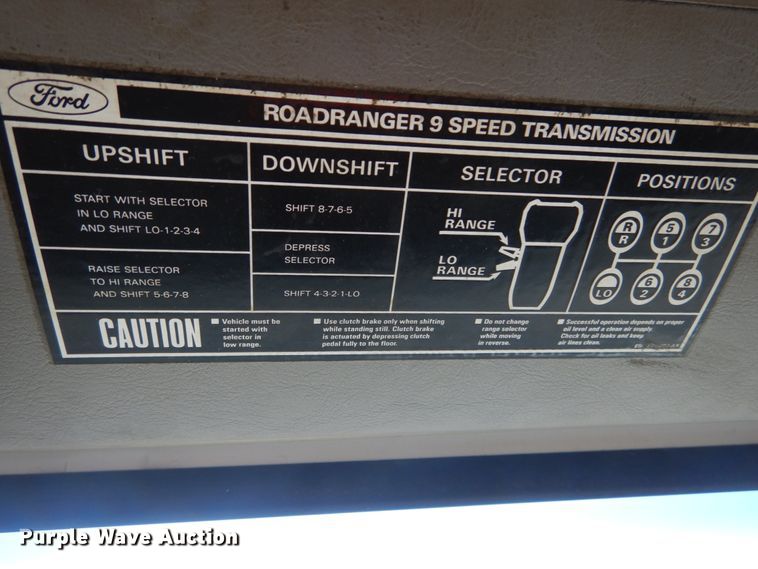 Ford
ROADRANGER 9 SPEED TRANSMISSION
UPSHIFT
START WITH SELECTOR
IN LO RANGE
AND SHIFT LO-1-2-3-4
RAISE SELECTOR
TO HI RANGE
AND SHIFT 5-6-7-8
DOWNSHIFT
SHIFT 8-7-6-5
DEPRESS
SELECTOR
SHIFT 4-3-2-1-LO
SELECTOR
HI
RANGE
LO
RANGE
POSITIONS
R 5 7
R 1 3
6 8
LO 2 4
CAUTION
■ Vehicle must be
started with
selector in
low range.
■ Use clutch brake only when shifting
while standing still. Clutch brake
is actuated by depressing clutch
pedal fully to the floor.
■ Do not change
range selector
while moving
in reverse.
■ Successful operation depends on proper
oil level and a clean air supply.
Check for oil leaks and keep
air lines clean.
Purple Wave Auction